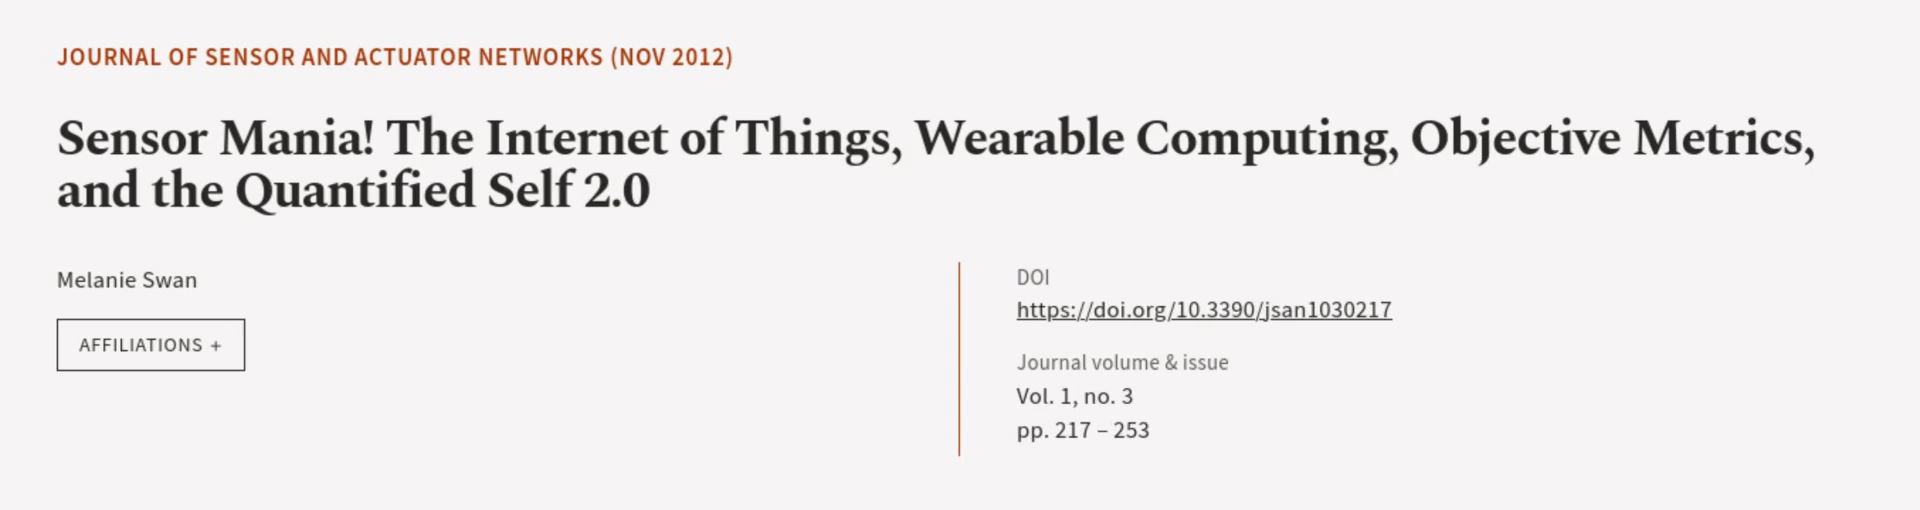 JOURNAL OF SENSOR AND ACTUATOR NETWORKS (NOV 2012)
Sensor Mania! The Internet of Things, Wearable Computing, Objective Metrics,
and the Quantified Self 2.0
Melanie Swan
AFFILIATIONS +
DOI
https://doi.org/10.3390/jsan1030217
Journal volume & issue
Vol. 1, no. 3
pp. 217 – 253